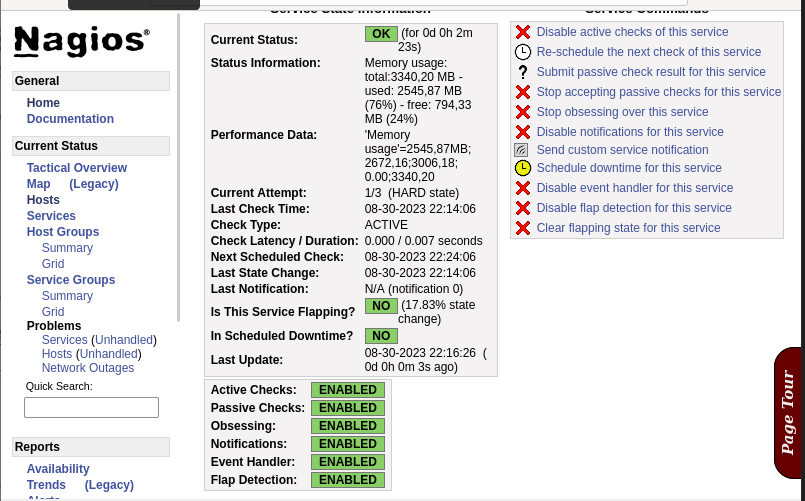 Service State Information
Service Commands
Nagios®
General
Home
Documentation
Current Status
Tactical Overview
Map (Legacy)
Hosts
Services
Host Groups
Summary
Grid
Service Groups
Summary
Grid
Problems
Services (Unhandled)
Hosts (Unhandled)
Network Outages
Quick Search:
Reports
Availability
Trends (Legacy)
Alerts
Current Status: OK (for 0d 0h 2m
23s)
Status Information: Memory usage:
total:3340,20 MB -
used: 2545,87 MB
(76%) - free: 794,33
MB (24%)
Performance Data: 'Memory
usage'=2545,87MB;
2672,16;3006,18;
0.00;3340,20
Current Attempt: 1/3 (HARD state)
Last Check Time: 08-30-2023 22:14:06
Check Type: ACTIVE
Check Latency / Duration: 0.000 / 0.007 seconds
Next Scheduled Check: 08-30-2023 22:24:06
Last State Change: 08-30-2023 22:14:06
Last Notification: N/A (notification 0)
Is This Service Flapping? NO (17.83% state
change)
In Scheduled Downtime? NO
Last Update: 08-30-2023 22:16:26 (
0d 0h 0m 3s ago)
Active Checks: ENABLED
Passive Checks: ENABLED
Obsessing: ENABLED
Notifications: ENABLED
Event Handler: ENABLED
Flap Detection: ENABLED
Disable active checks of this service
Re-schedule the next check of this service
Submit passive check result for this service
Stop accepting passive checks for this service
Stop obsessing over this service
Disable notifications for this service
Send custom service notification
Schedule downtime for this service
Disable event handler for this service
Disable flap detection for this service
Clear flapping state for this service
Page Tour